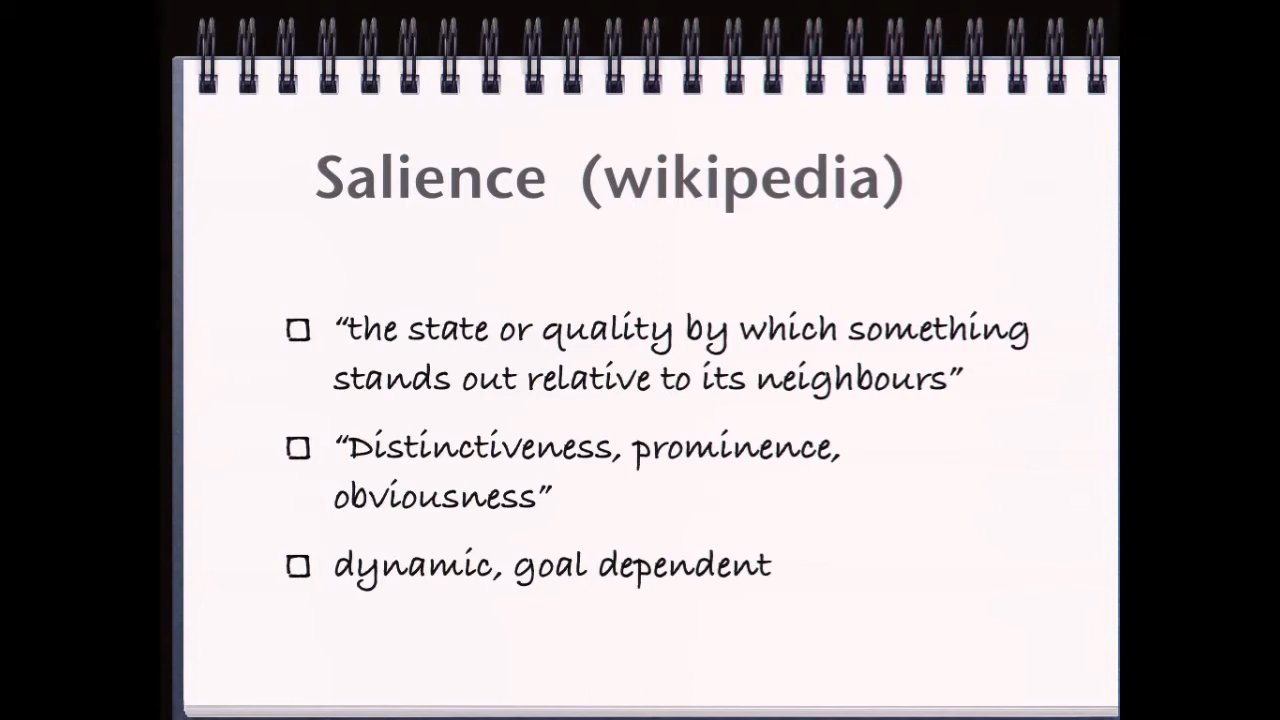 Salience (wikipedia)
“the state or quality by which something
stands out relative to its neighbours”
“Distinctiveness, prominence,
obviousness”
dynamic, goal dependent